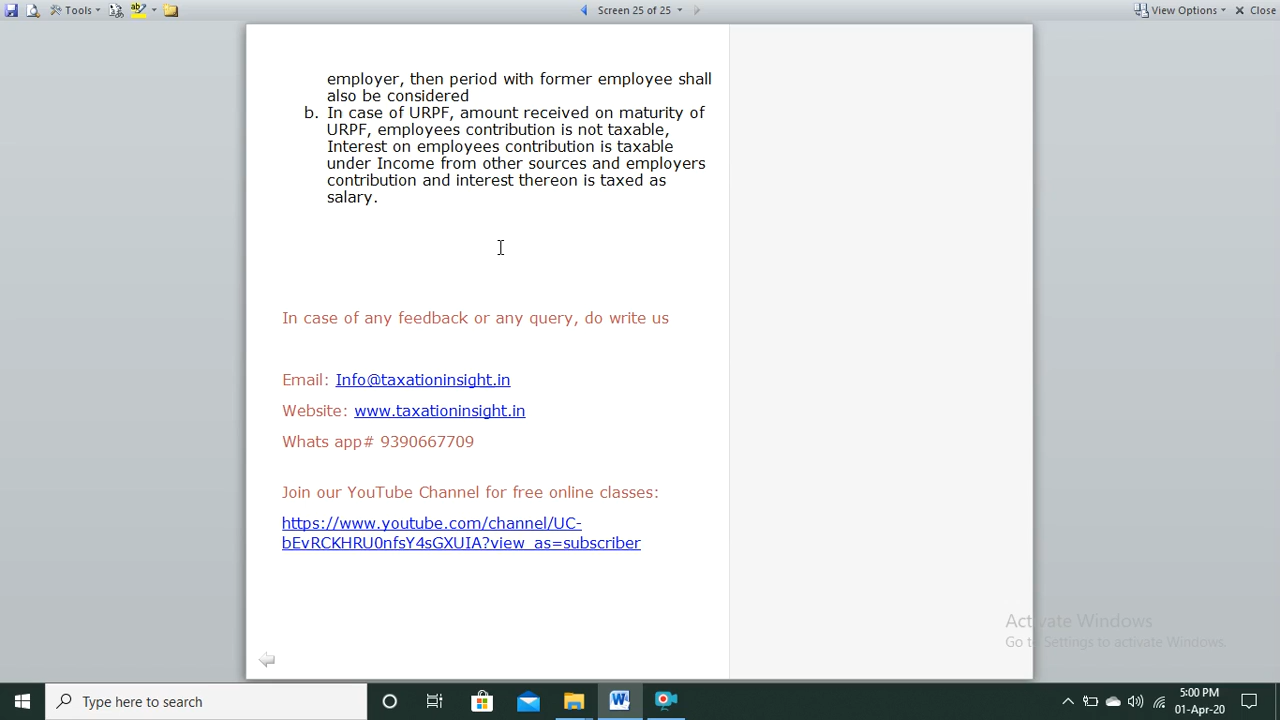 Tools
Screen 25 of 25
View Options
Close
employer, then period with former employee shall
also be considered
b. In case of URPF, amount received on maturity of
URPF, employees contribution is not taxable,
Interest on employees contribution is taxable
under Income from other sources and employers
contribution and interest thereon is taxed as
salary.
In case of any feedback or any query, do write us
Email: Info@taxationinsight.in
Website: www.taxationinsight.in
Whats app# 9390667709
Join our YouTube Channel for free online classes:
https://www.youtube.com/channel/UC-
bEvRCKHRU0nfsY4sGXUIA?view_as=subscriber
Activate Windows
Go to Settings to activate Windows.
Type here to search
5:00 PM
01-Apr-20